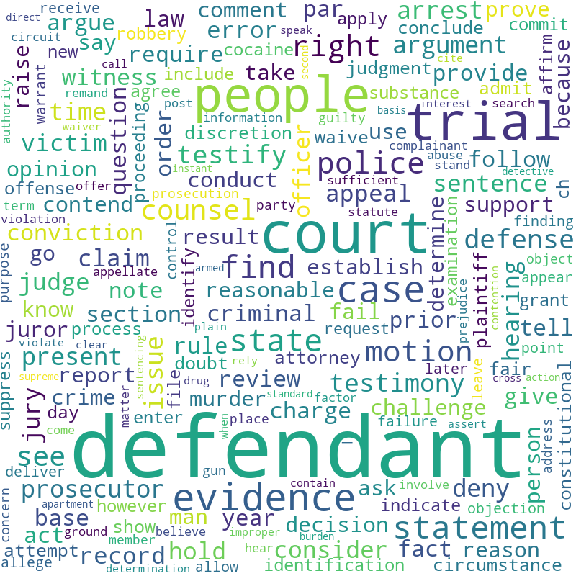 direct receive
circuit argue law comment par arrest prove
robbery error apply speak commit
say cocaine right conclude argument
new require cite
raise witness include take judgment provide affirm because
warrant call agree people substance admit
authority remand post second basis interest search
time discretion information guilty trial
waiver order waive use
victim question proceeding testify officer police complainant follow
opinion instant prosecution sufficient abuse stand detective
offense offer conduct appeal sentence ch
term contend counsel party statute support finding
violation conviction result court determine examination defense object
purpose go claim control identify find establish case plaintiff hearing appear
judge appellate armed reasonable prejudice contention grant
know note criminal prior tell
juror section state request motion point
process plain fail
violate clear rule attorney later fair
suppress present issue doubt rely review testimony leave cross action
supreme report file drug standard give constitutional
jury crime sentencing murder charge factor challenge
day matter enter place failure assert person address
see come when
defendant
deliver gun contain ask involve deny
prosecutor evidence indicate objection
concern apartment however man year decision statement
base ground show burden
act member believe improper consider fact reason
attempt record hold hear identification circumstance
allege determination allow